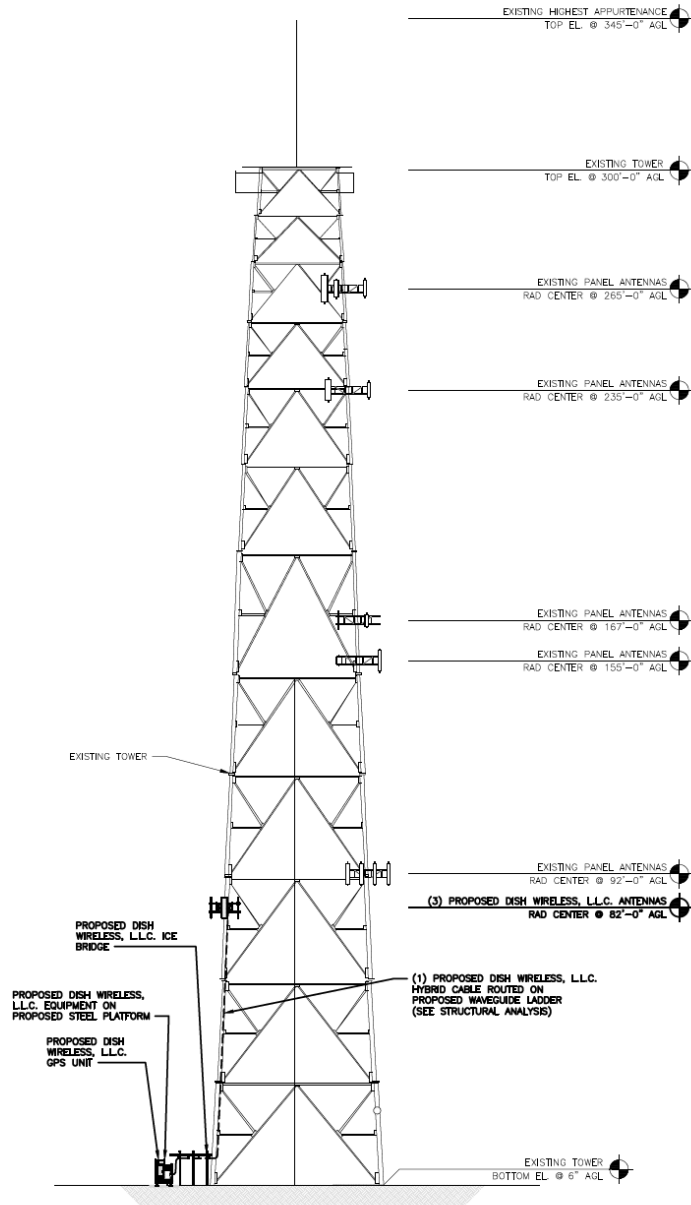 EXISTING HIGHEST APPURTENANCE
TOP EL. @ 345'-0" AGL
EXISTING TOWER
TOP EL. @ 300'-0" AGL
EXISTING PANEL ANTENNAS
RAD CENTER @ 265'-0" AGL
EXISTING PANEL ANTENNAS
RAD CENTER @ 235'-0" AGL
EXISTING PANEL ANTENNAS
RAD CENTER @ 167'-0" AGL
EXISTING PANEL ANTENNAS
RAD CENTER @ 155'-0" AGL
EXISTING TOWER
EXISTING PANEL ANTENNAS
RAD CENTER @ 92'-0" AGL
(3) PROPOSED DISH WIRELESS, L.L.C. ANTENNAS
RAD CENTER @ 82'-0" AGL
PROPOSED DISH
WIRELESS, L.L.C. ICE
BRIDGE
(1) PROPOSED DISH WIRELESS, L.L.C.
HYBRID CABLE ROUTED ON
PROPOSED WAVEGUIDE LADDER
(SEE STRUCTURAL ANALYSIS)
PROPOSED DISH WIRELESS,
L.L.C. EQUIPMENT ON
PROPOSED STEEL PLATFORM
PROPOSED DISH
WIRELESS, L.L.C.
GPS UNIT
EXISTING TOWER
BOTTOM EL. @ 6" AGL